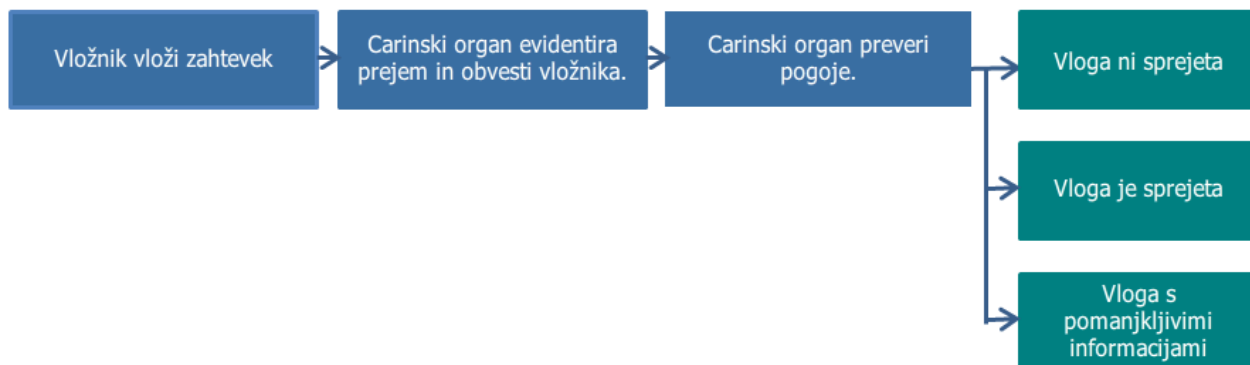 Vložnik vloži zahtevek
Carinski organ evidentira
prejem in obvesti vložnika.
Carinski organ preveri
pogoje.
Vloga ni sprejeta
Vloga je sprejeta
Vloga s
pomanjkljivimi
informacijami